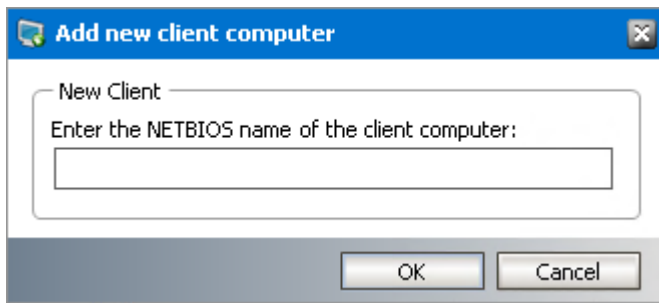 Add new client computer
New Client
Enter the NETBIOS name of the client computer:
OK Cancel